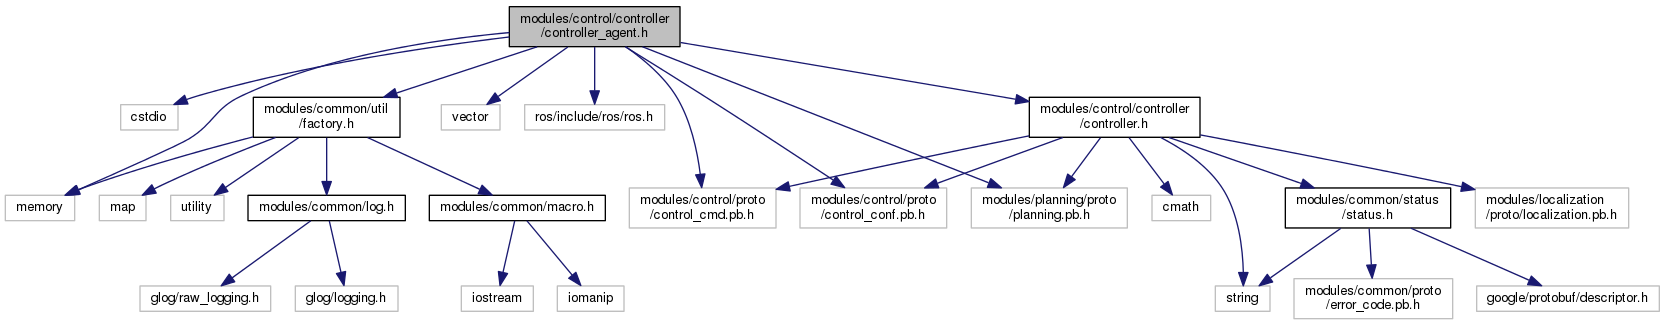 modules/control/controller
/controller_agent.h
cstdio
modules/common/util
/factory.h
vector
ros/include/ros/ros.h
modules/control/controller
/controller.h
memory
map
utility
modules/common/log.h
modules/common/macro.h
modules/control/proto
/control_cmd.pb.h
modules/control/proto
/control_conf.pb.h
modules/planning/proto
/planning.pb.h
cmath
modules/common/status
/status.h
modules/localization
/proto/localization.pb.h
glog/raw_logging.h
glog/logging.h
iostream
iomanip
string
modules/common/proto
/error_code.pb.h
google/protobuf/descriptor.h